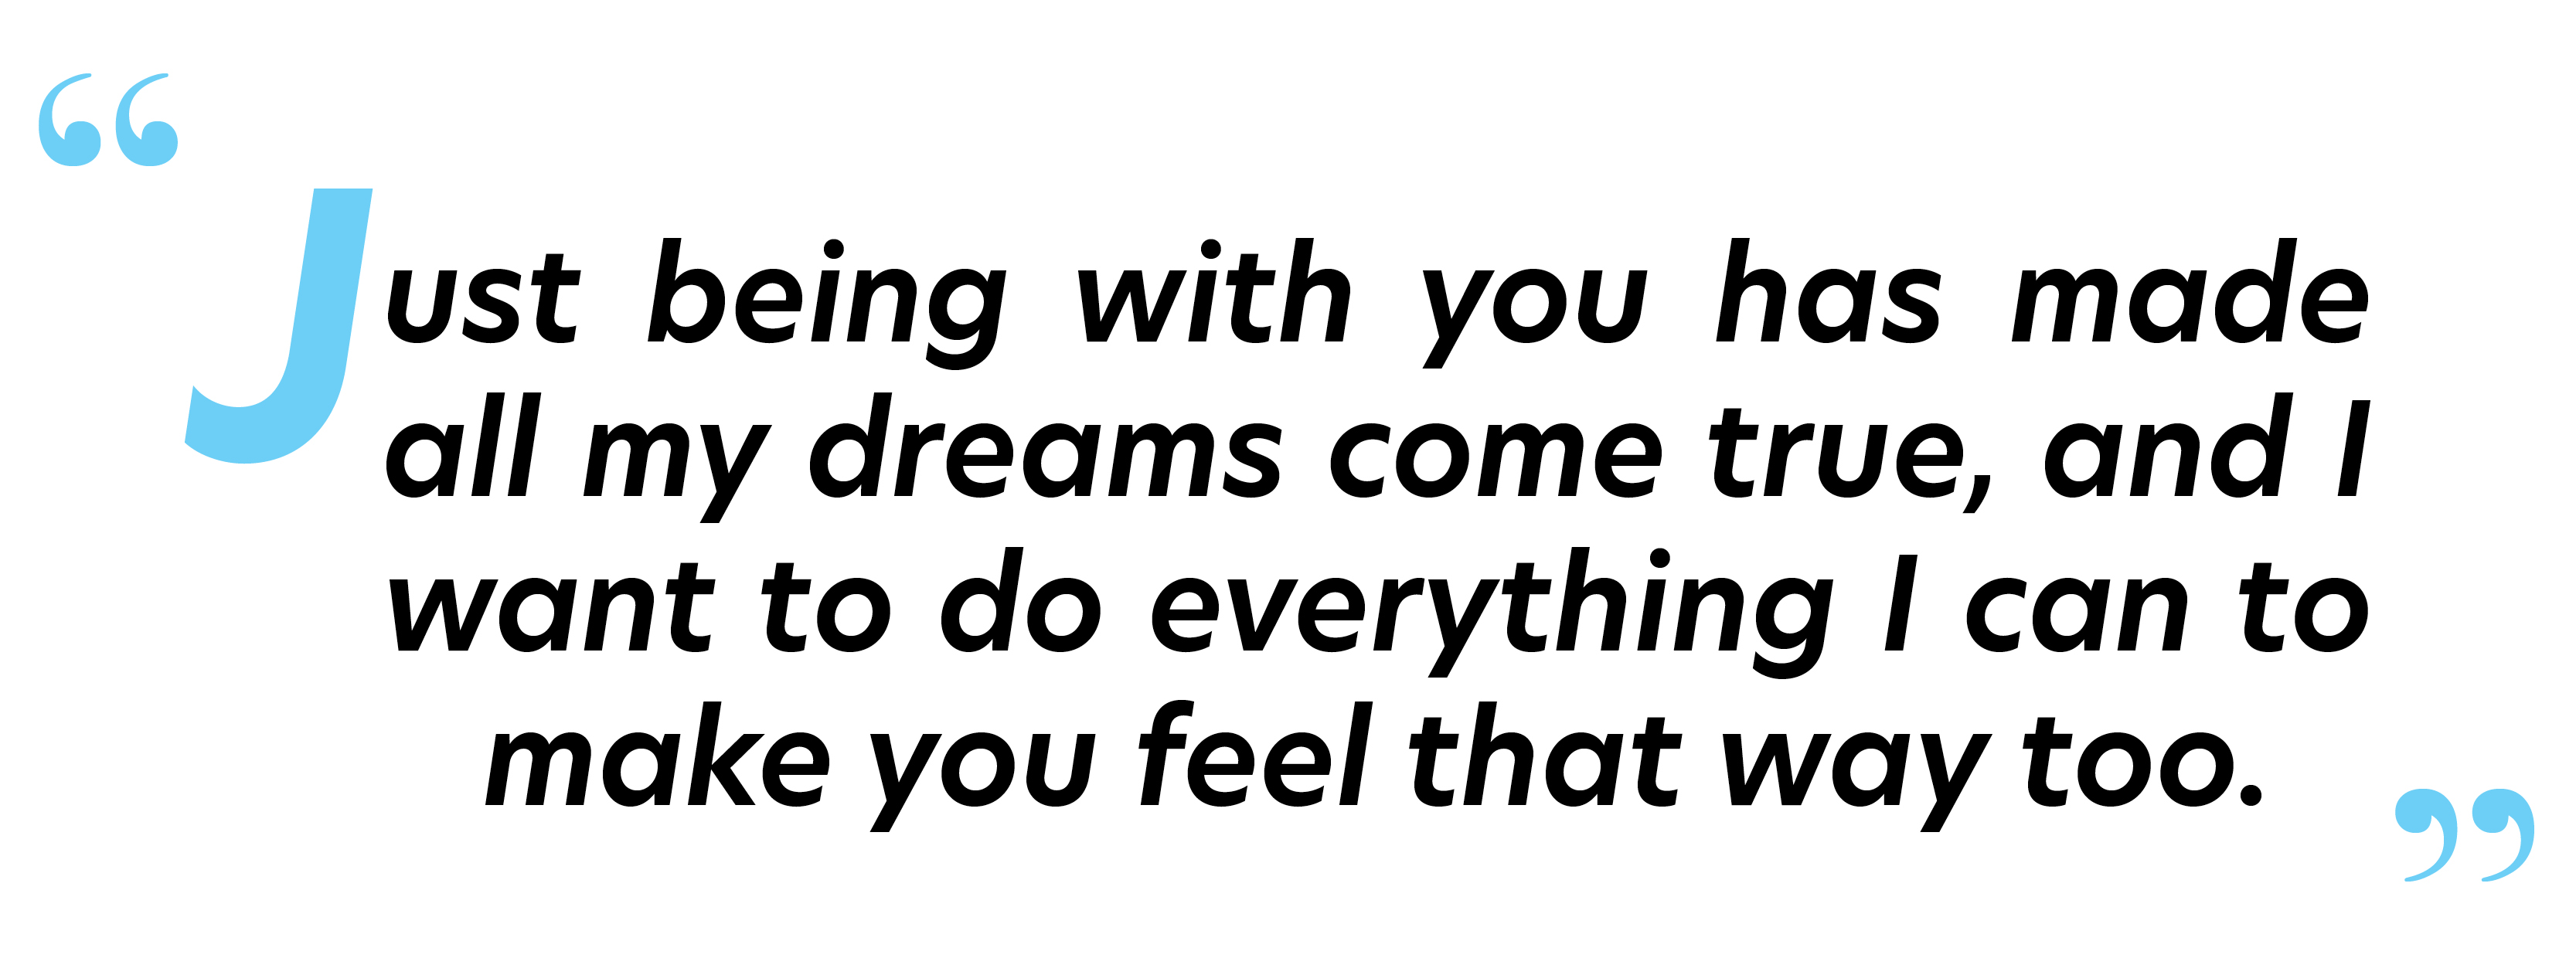 “Just being with you has made
all my dreams come true, and I
want to do everything I can to
make you feel that way too.”